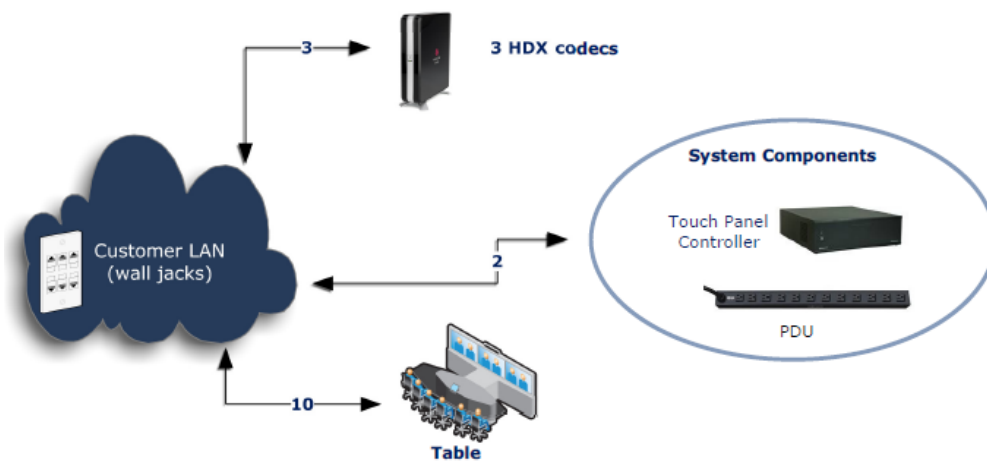 3
3 HDX codecs
System Components
Touch Panel
Controller
Customer LAN
(wall jacks)
2
PDU
10
Table